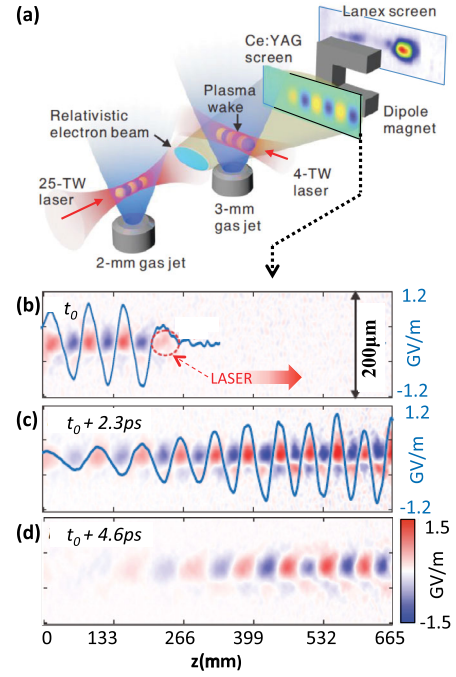 (a)
Lanex screen
Ce:YAG
screen
Plasma
wake
Relativistic
electron beam
Dipole
magnet
25-TW
laser
4-TW
laser
3-mm
gas jet
2-mm gas jet
(b)
t₀
1.2
GV/m
-1.2
200μm
LASER
(c)
t₀ + 2.3ps
1.2
GV/m
-1.2
(d)
t₀ + 4.6ps
1.5
GV/m
-1.5
0
133
266
399
532
665
z(mm)